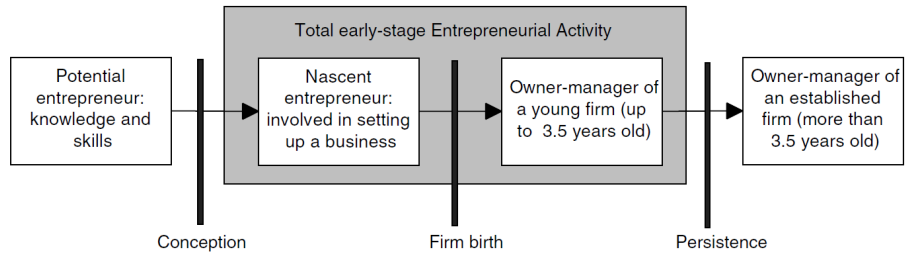 Total early-stage Entrepreneurial Activity
Potential
entrepreneur:
knowledge and
skills
Nascent
entrepreneur:
involved in setting
up a business
Owner-manager of
a young firm (up
to 3.5 years old)
Owner-manager of
an established
firm (more than
3.5 years old)
Conception
Firm birth
Persistence